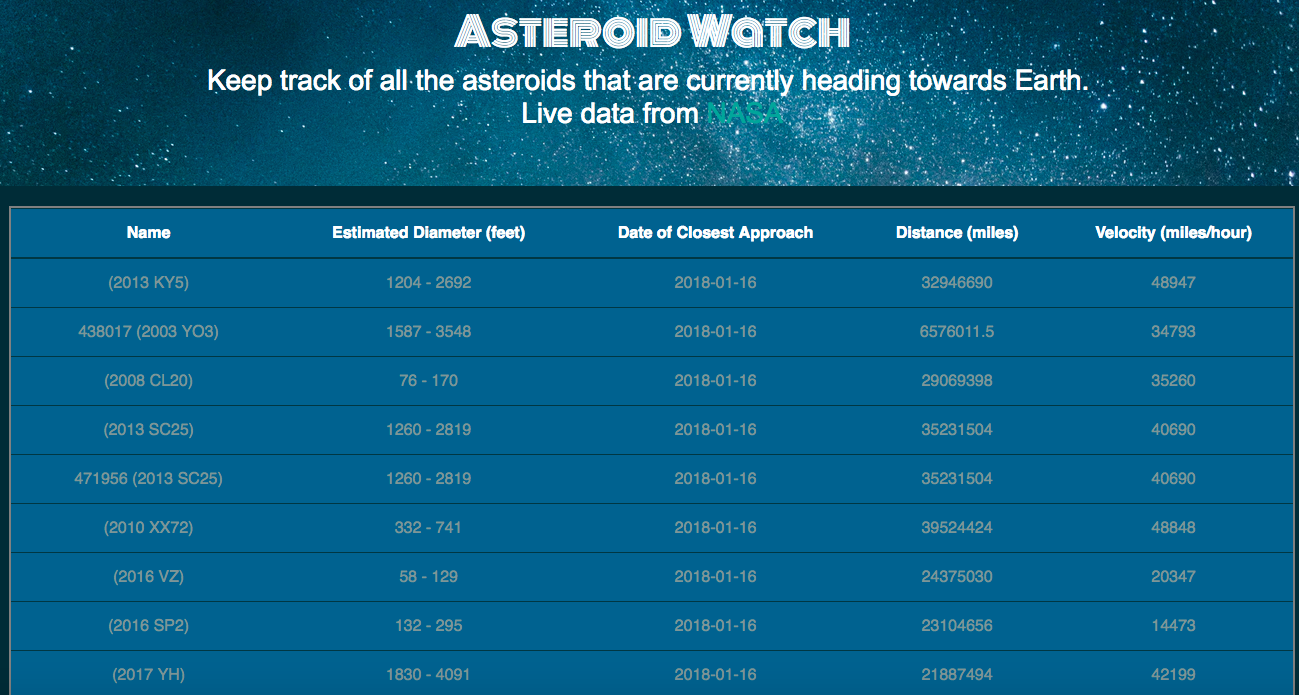 Asteroid Watch
Keep track of all the asteroids that are currently heading towards Earth.
Live data from NASA
Name Estimated Diameter (feet) Date of Closest Approach Distance (miles) Velocity (miles/hour)
(2013 KY5) 1204 - 2692 2018-01-16 32946690 48947
438017 (2003 YO3) 1587 - 3548 2018-01-16 6576011.5 34793
(2008 CL20) 76 - 170 2018-01-16 29069398 35260
(2013 SC25) 1260 - 2819 2018-01-16 35231504 40690
471956 (2013 SC25) 1260 - 2819 2018-01-16 35231504 40690
(2010 XX72) 332 - 741 2018-01-16 39524424 48848
(2016 VZ) 58 - 129 2018-01-16 24375030 20347
(2016 SP2) 132 - 295 2018-01-16 23104656 14473
(2017 YH) 1830 - 4091 2018-01-16 21887494 42199